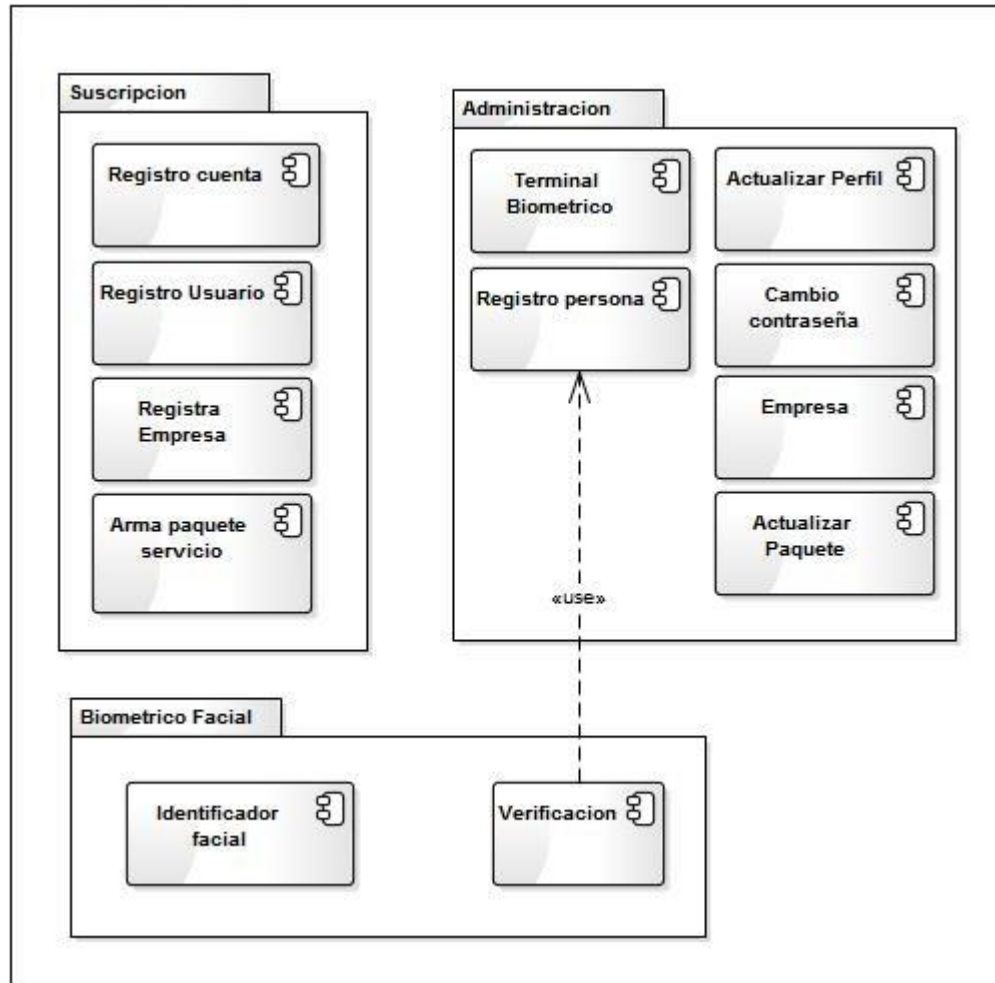 Suscripcion
Registro cuenta
Registro Usuario
Registra
Empresa
Arma paquete
servicio
Administracion
Terminal
Biometrico
Registro persona
Actualizar Perfil
Cambio
contraseña
Empresa
Actualizar
Paquete
«use»
Biometrico Facial
Identificador
facial
Verificacion